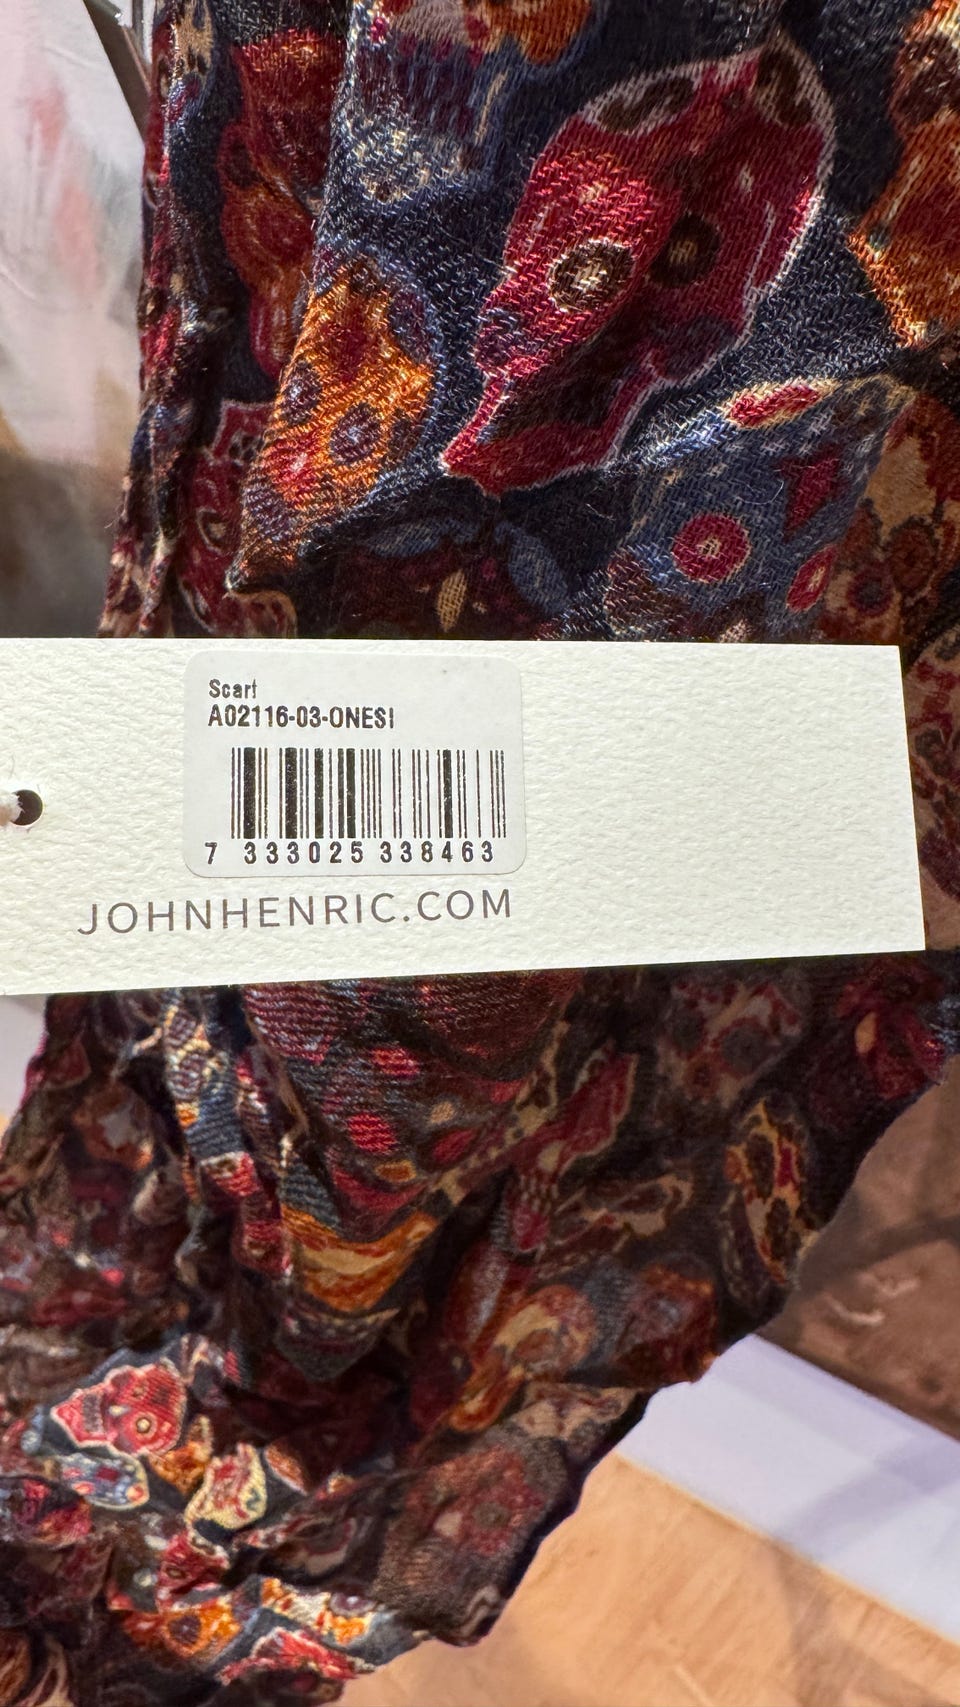 Scarf
A02116-03-ONESI
7 333025 338463
JOHNHENRIC.COM